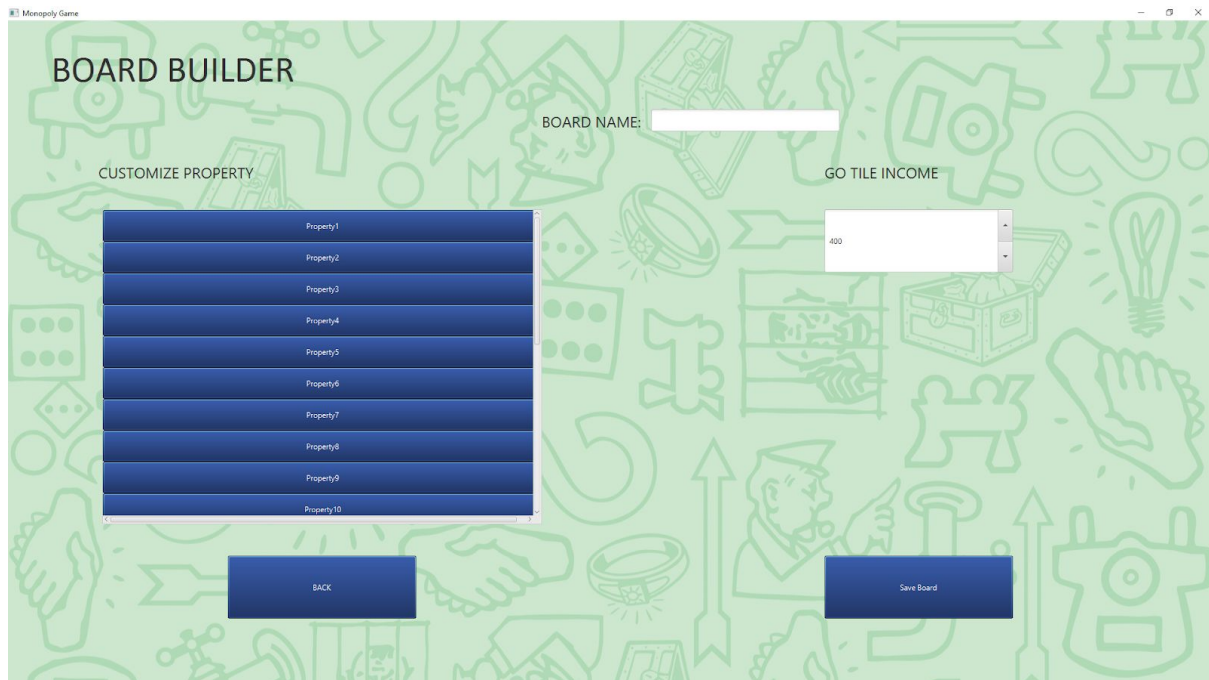 Monopoly Game
BOARD BUILDER
BOARD NAME:
CUSTOMIZE PROPERTY
GO TILE INCOME
Property1
Property2
Property3
Property4
Property5
Property6
Property7
Property8
Property9
Property10
400
BACK
Save Board